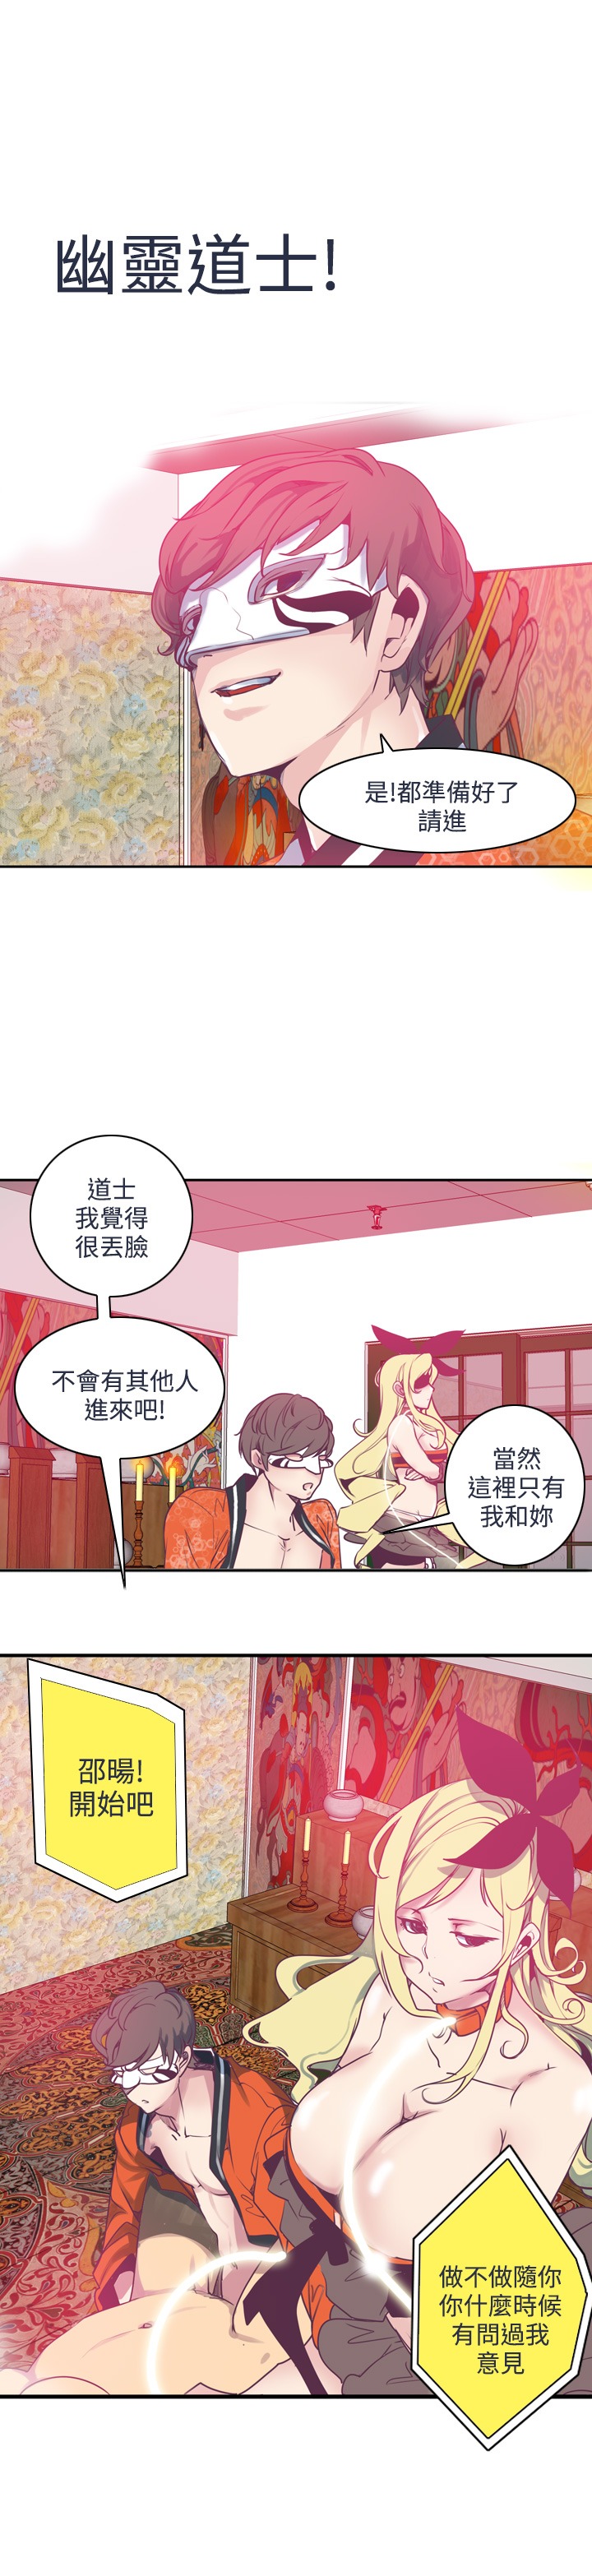 幽靈道士!
是!都準備好了
請進
道士
我覺得
很丟臉
不會有其他人
進來吧!
當然
這裡只有
我和妳
邵暘!
開始吧
做不做隨你
你什麼時候
有問過我
意見